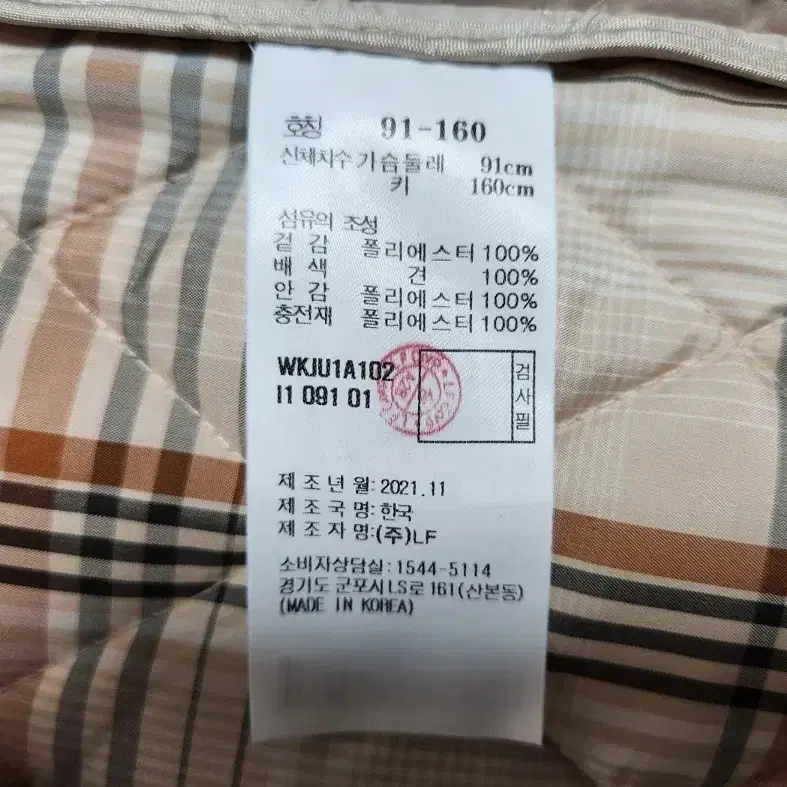 호칭 91-160
신체치수 가슴둘레 91cm
키 160cm
섬유의 조성
겉 감 폴리에스터 100%
배 색 견 100%
안 감 폴리에스터 100%
충전재 폴리에스터 100%
WKJU1A102
I1 091 01
검사필
제 조 년 월: 2021.11
제 조 국 명: 한국
제 조 자 명: (주)LF
소비자상담실: 1544-5114
경기도 군포시 LS로 161(산본동)
(MADE IN KOREA)